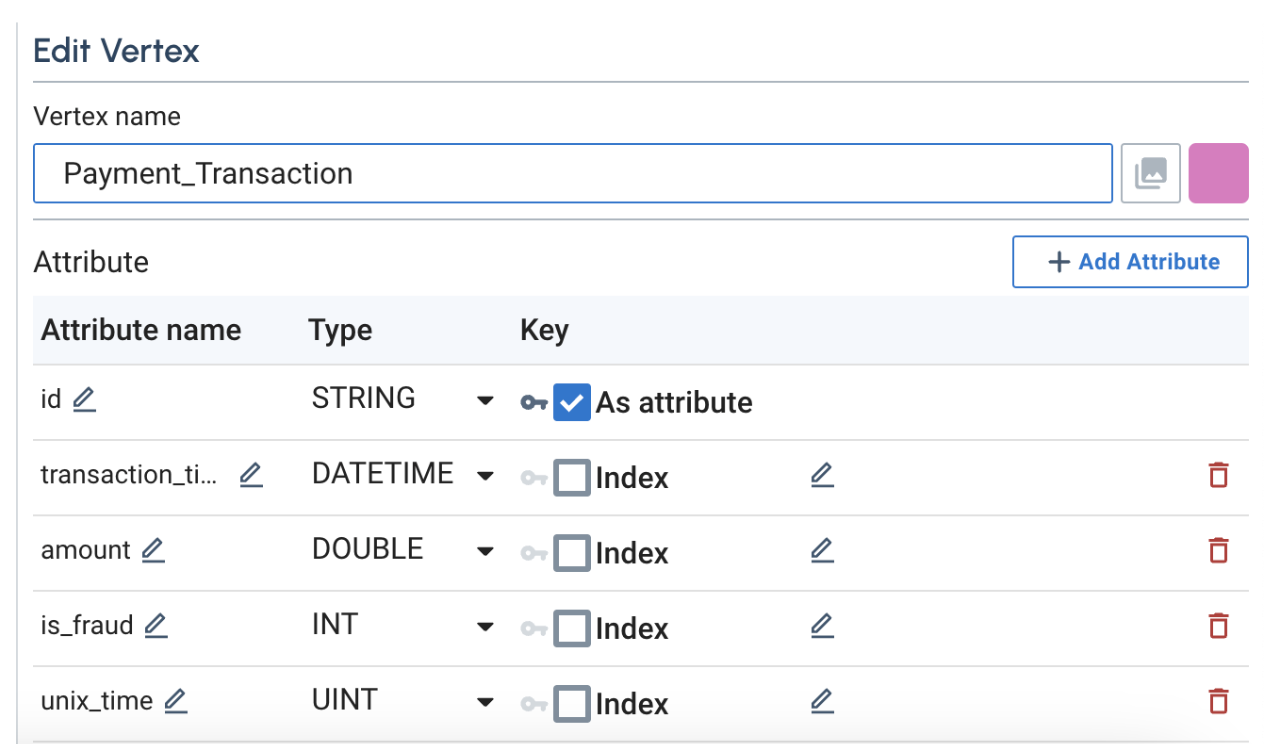 Edit Vertex
Vertex name
Payment_Transaction
Attribute
+ Add Attribute
Attribute name Type Key
id STRING As attribute
transaction_ti... DATETIME Index
amount DOUBLE Index
is_fraud INT Index
unix_time UINT Index